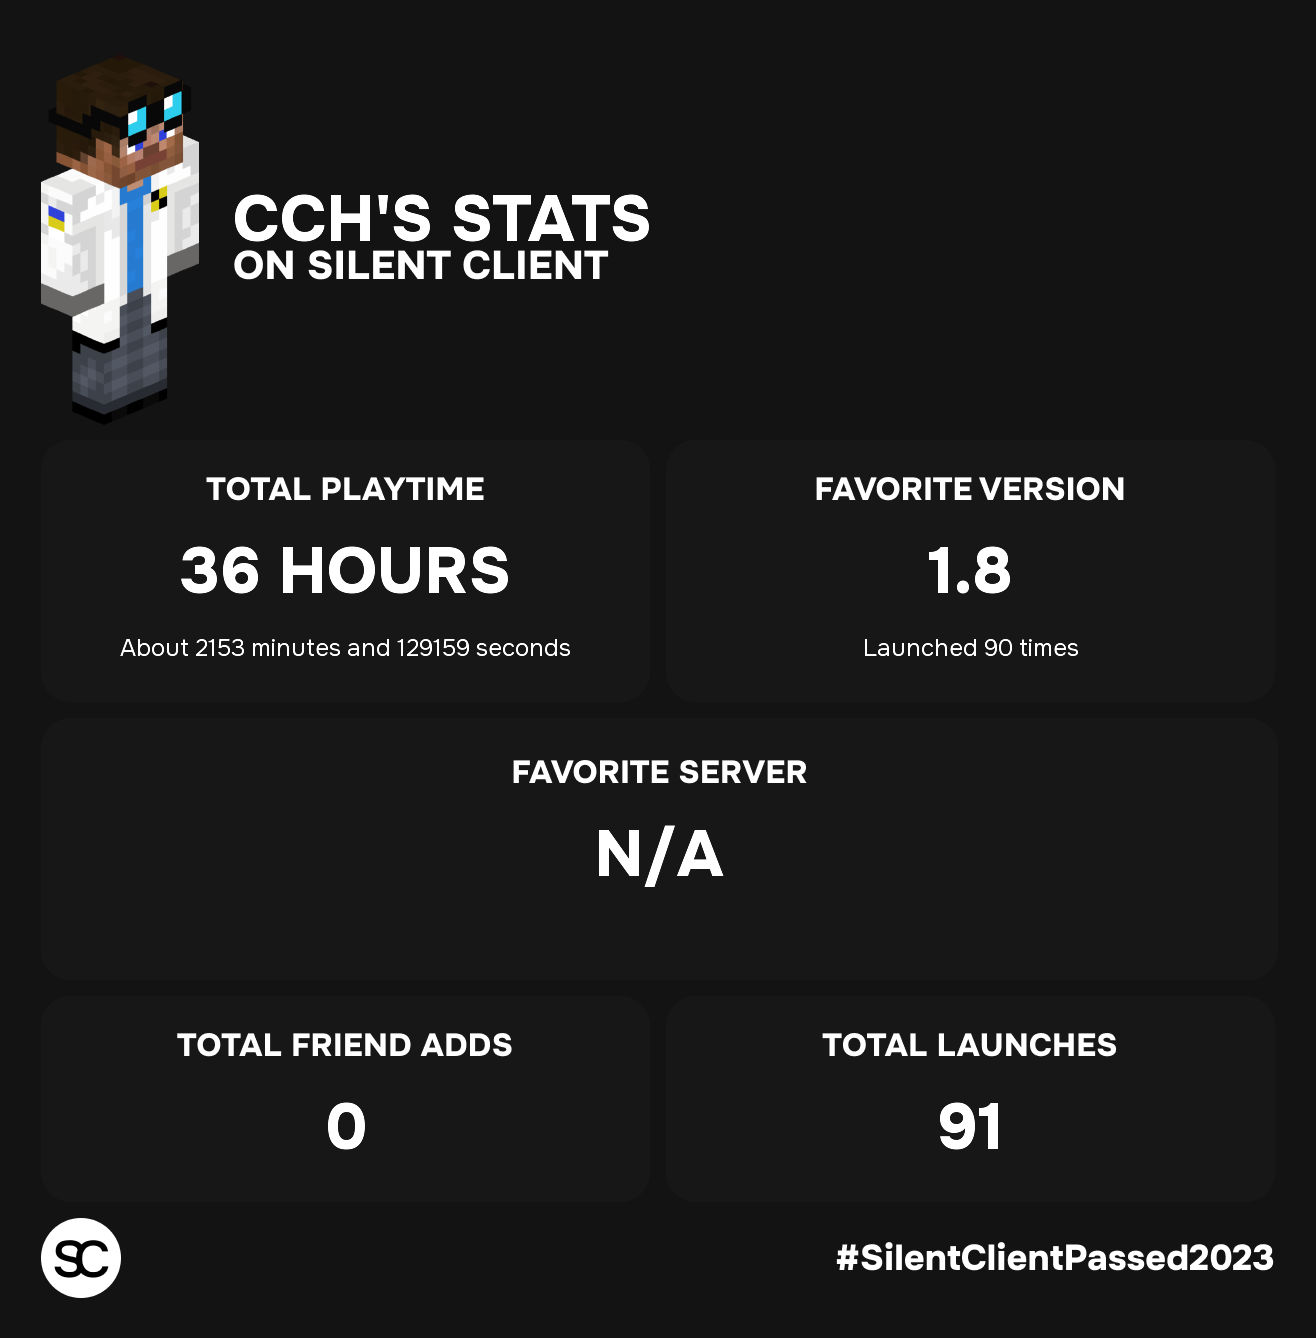 CCH'S STATS
ON SILENT CLIENT
TOTAL PLAYTIME
36 HOURS
About 2153 minutes and 129159 seconds
FAVORITE VERSION
1.8
Launched 90 times
FAVORITE SERVER
N/A
TOTAL FRIEND ADDS
0
TOTAL LAUNCHES
91
SC
#SilentClientPassed2023